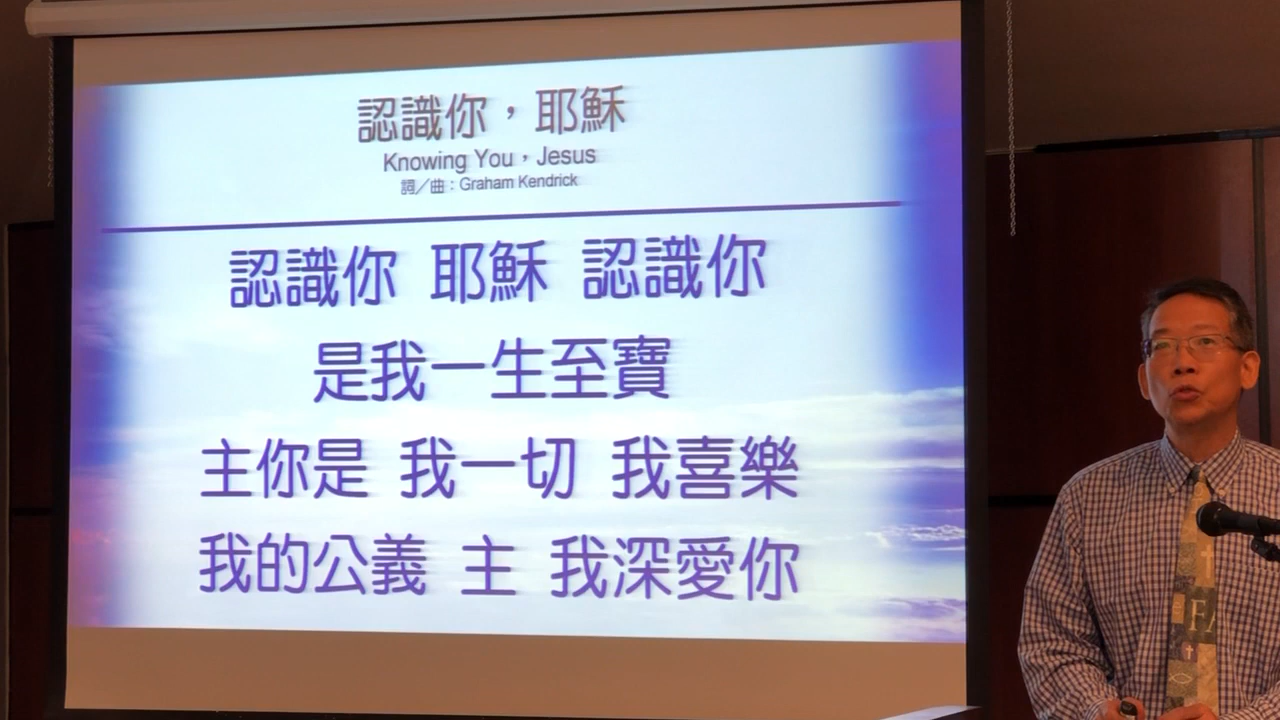 認識你，耶穌
Knowing You，Jesus
詞／曲：Graham Kendrick
認識你 耶穌 認識你
是我一生至寶
主你是 我一切 我喜樂
我的公義 主 我深愛你